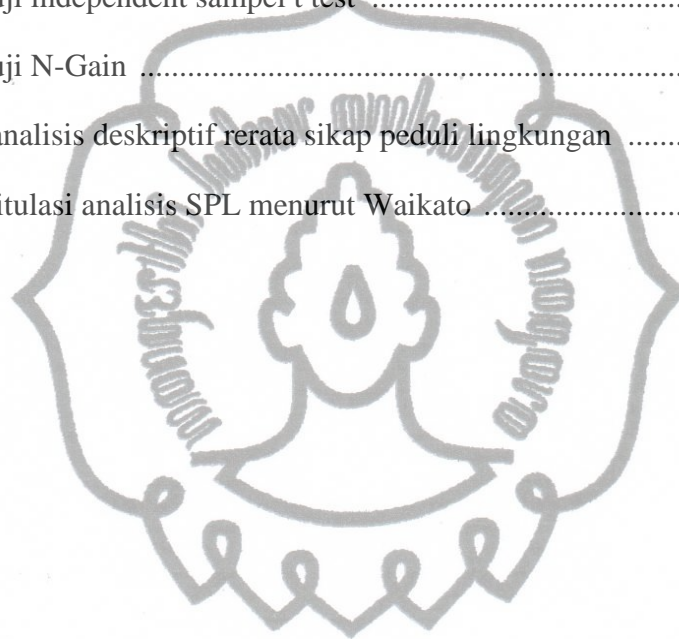 uji Independent sampel t test ........................................
uji N-Gain ....................................................................................
analisis deskriptif rerata sikap peduli lingkungan .......
itulasi analisis SPL menurut Waikato .........................